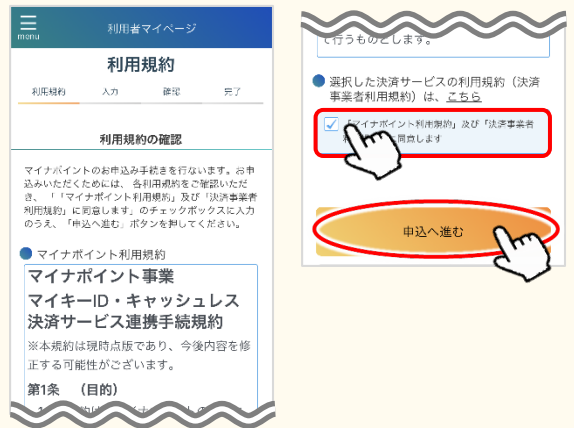 menu
利用者マイページ
利用規約
利用規約 入力 確認 完了
利用規約の確認
マイナポイントのお申込み手続きを行ないます。お申
込みいただくためには、各利用規約をご確認いただ
き、「「マイナポイント利用規約」及び「決済事業者
利用規約」に同意します」のチェックボックスに入力
のうえ、「申込へ進む」ボタンを押してください。
マイナポイント利用規約
マイナポイント事業
マイキーID・キャッシュレス
決済サービス連携手続規約
※本規約は現時点版であり、今後内容を修
正する可能性がございます。
第1条 （目的）
て行うものとします。
選択した決済サービスの利用規約（決済
事業者利用規約）は、こちら
「マイナポイント利用規約」及び「決済事業者
に同意します
申込へ進む